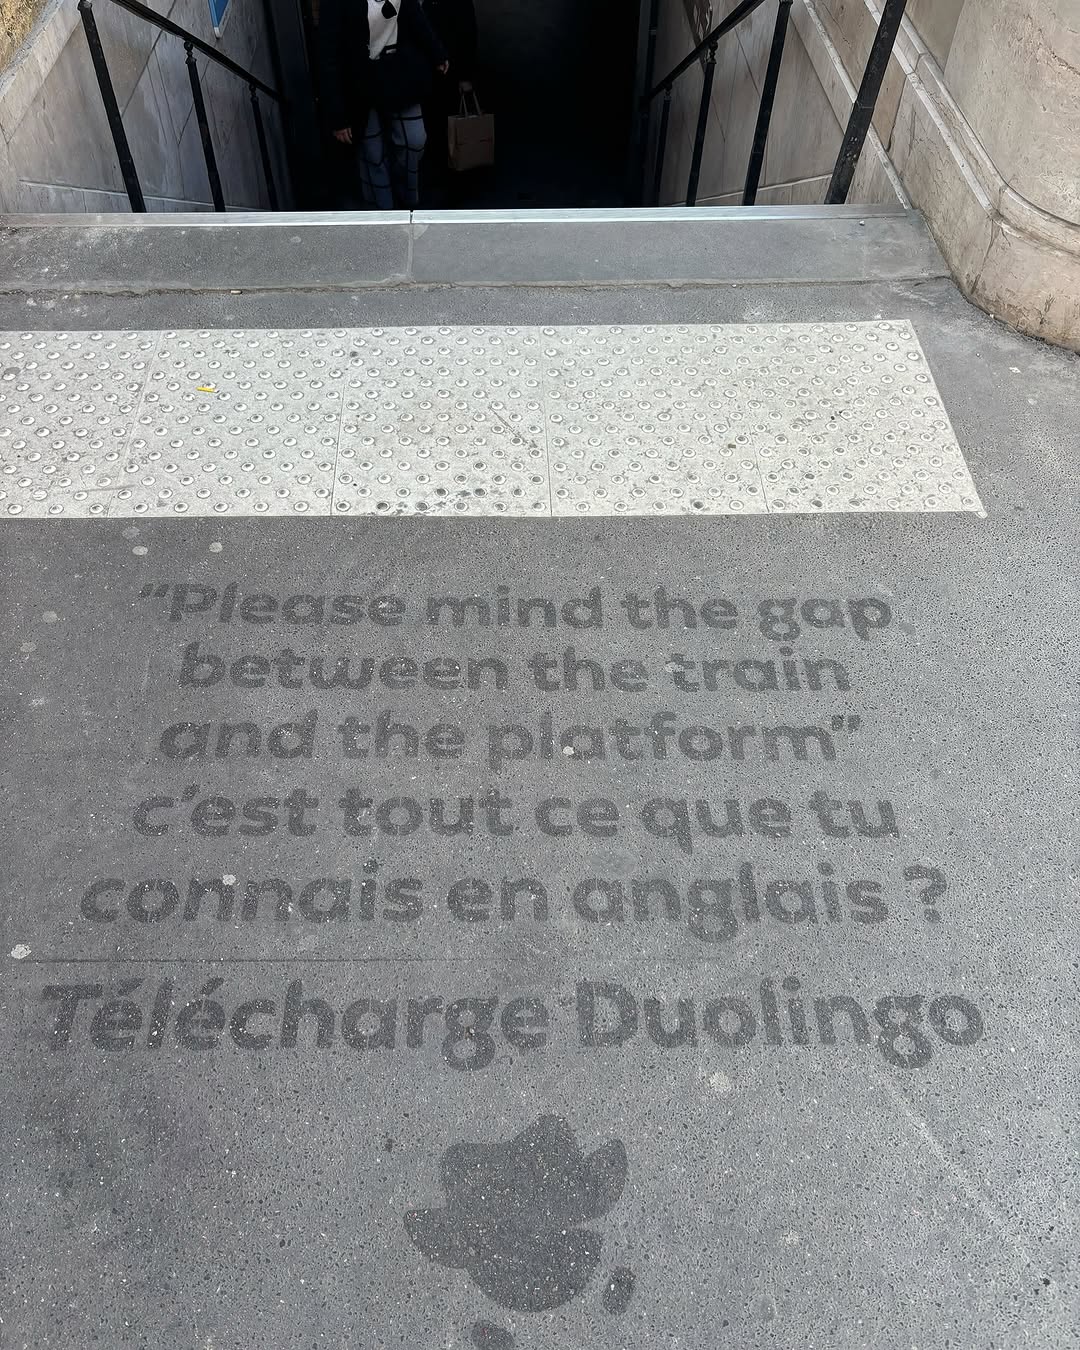 “Please mind the gap
between the train
and the platform”
c'est tout ce que tu
connais en anglais ?
Télécharge Duolingo